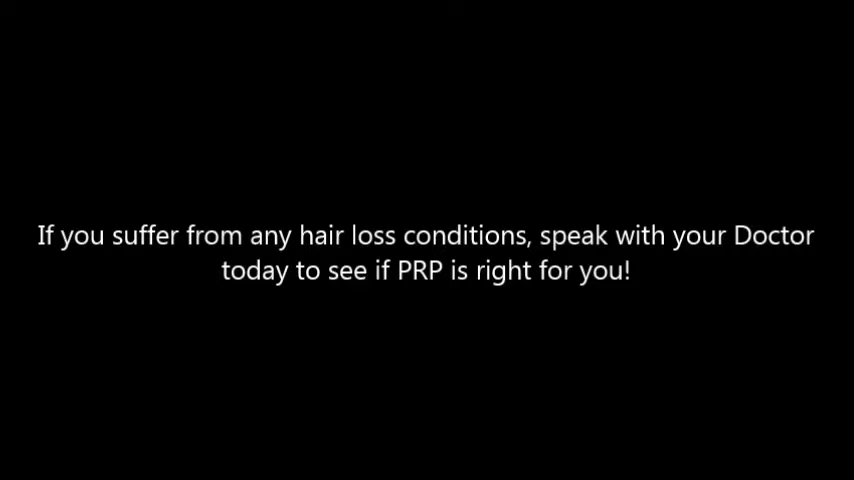 If you suffer from any hair loss conditions, speak with your Doctor
today to see if PRP is right for you!